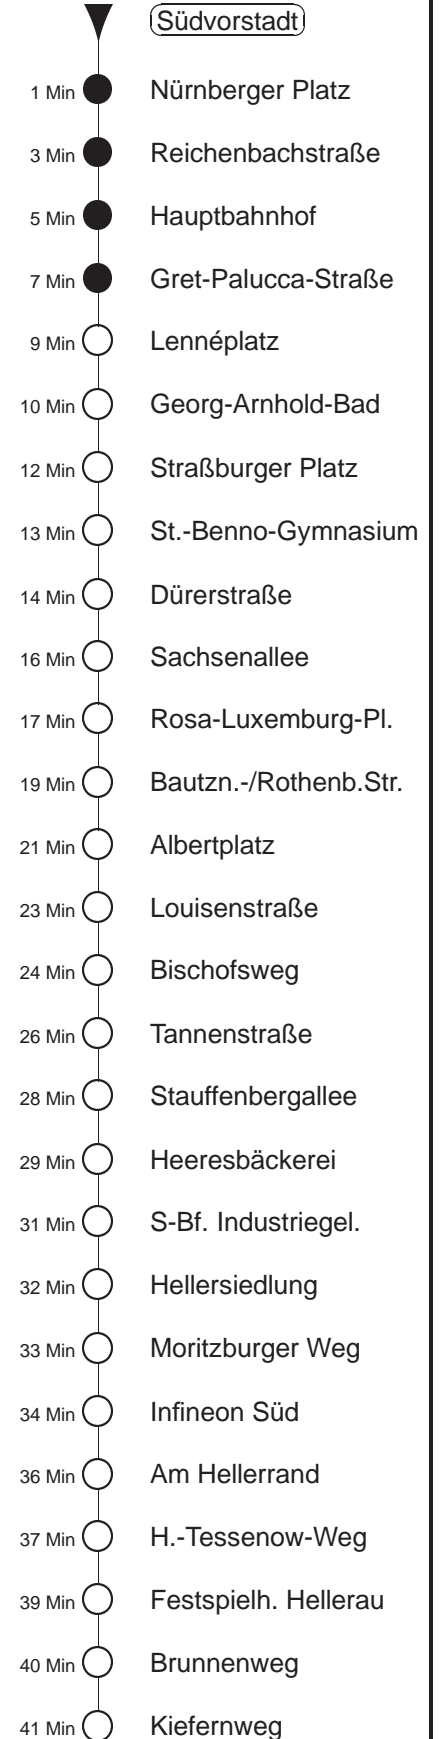 Südvorstadt
1 Min Nürnberger Platz
3 Min Reichenbachstraße
5 Min Hauptbahnhof
7 Min Gret-Palucca-Straße
9 Min Lennéplatz
10 Min Georg-Arnhold-Bad
12 Min Straßburger Platz
13 Min St.-Benno-Gymnasium
14 Min Dürerstraße
16 Min Sachsenallee
17 Min Rosa-Luxemburg-Pl.
19 Min Bautzn.-/Rothenb.Str.
21 Min Albertplatz
23 Min Louisenstraße
24 Min Bischofsweg
26 Min Tannenstraße
28 Min Stauffenbergallee
29 Min Heeresbäckerei
31 Min S-Bf. Industriegel.
32 Min Hellersiedlung
33 Min Moritzburger Weg
34 Min Infineon Süd
36 Min Am Hellerrand
37 Min H.-Tessenow-Weg
39 Min Festspielh. Hellerau
40 Min Brunnenweg
41 Min Kiefernweg